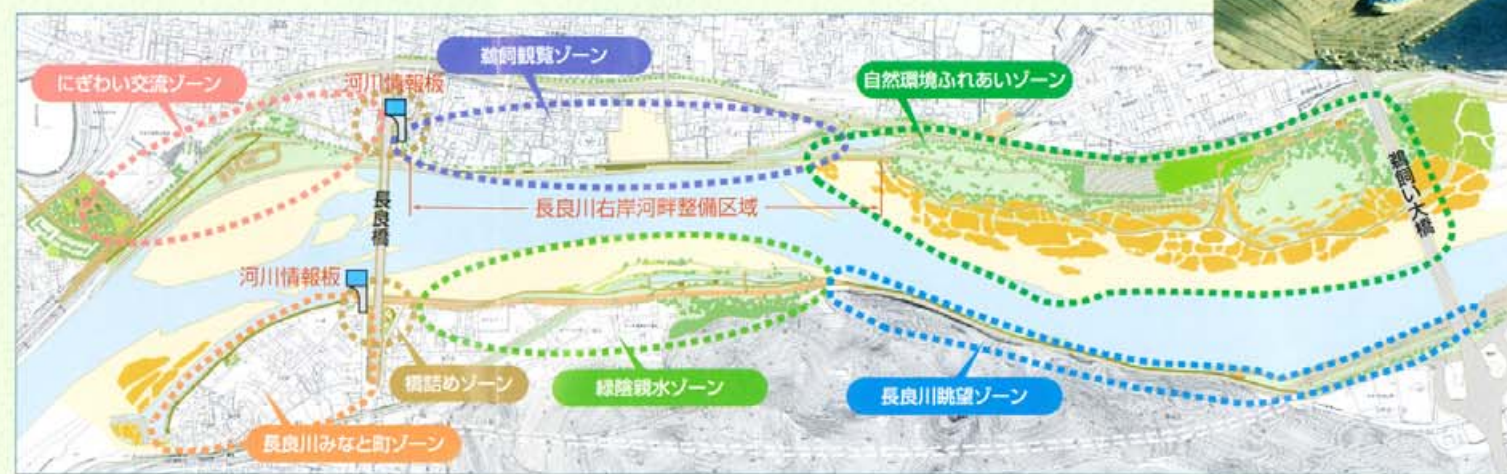 鵜飼観覧ゾーン
にぎわい交流ゾーン
河川情報板
自然環境ふれあいゾーン
長良橋
長良川右岸河畔整備区域
鵜飼い大橋
河川情報板
橋詰めゾーン
緑陰親水ゾーン
長良川眺望ゾーン
長良川みなと町ゾーン